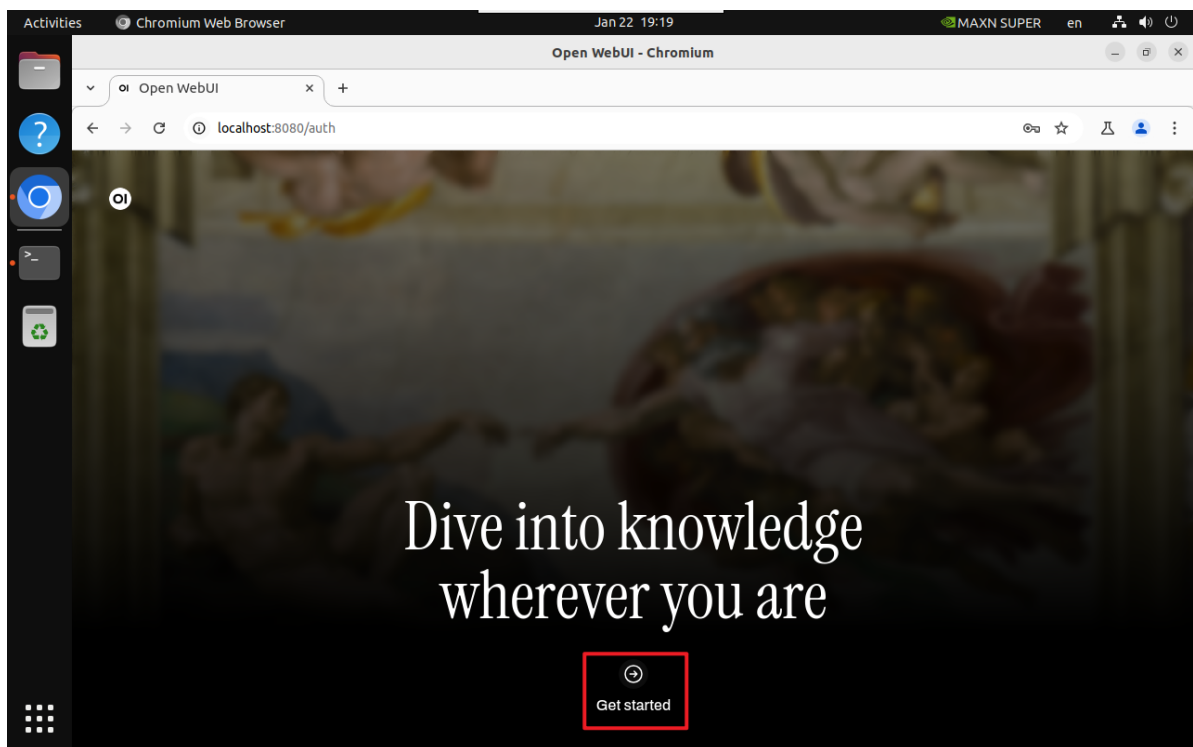 Activities Chromium Web Browser Jan 22 19:19 MAXN SUPER en
Open WebUI - Chromium
OI Open WebUI
localhost:8080/auth
OI
Dive into knowledge
wherever you are
Get started